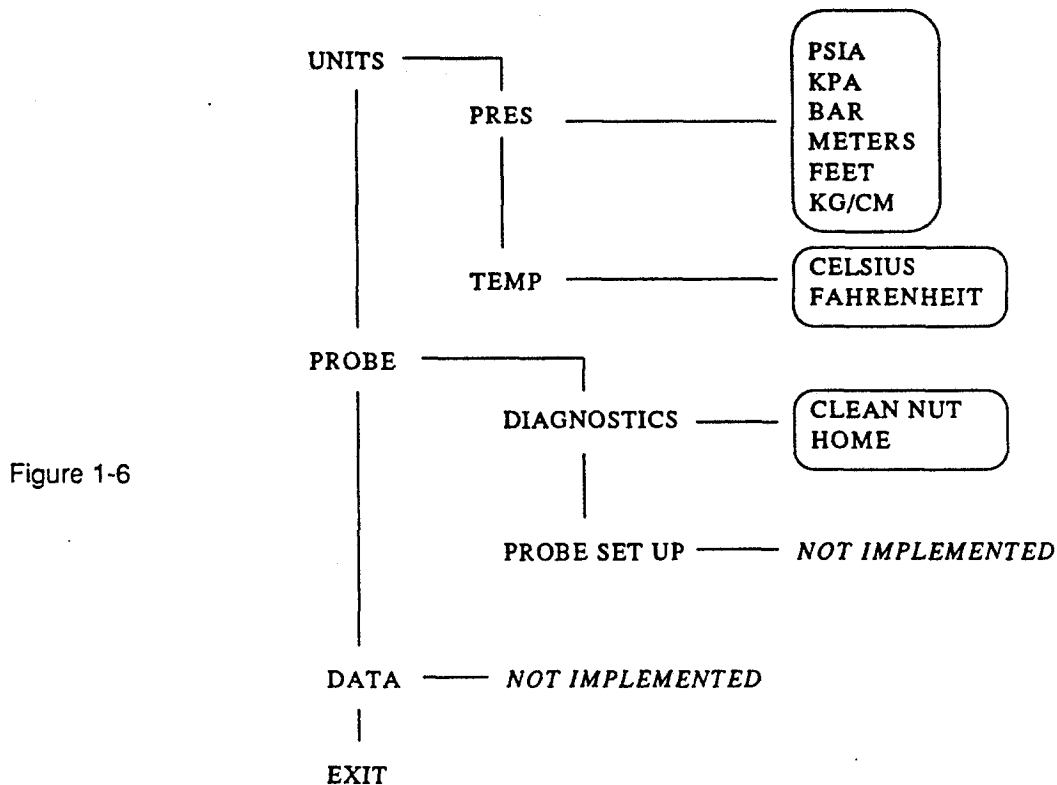 UNITS
PRES
PSIA
KPA
BAR
METERS
FEET
KG/CM
TEMP
CELSIUS
FAHRENHEIT
PROBE
DIAGNOSTICS
CLEAN NUT
HOME
Figure 1-6
PROBE SET UP
NOT IMPLEMENTED
DATA
NOT IMPLEMENTED
EXIT